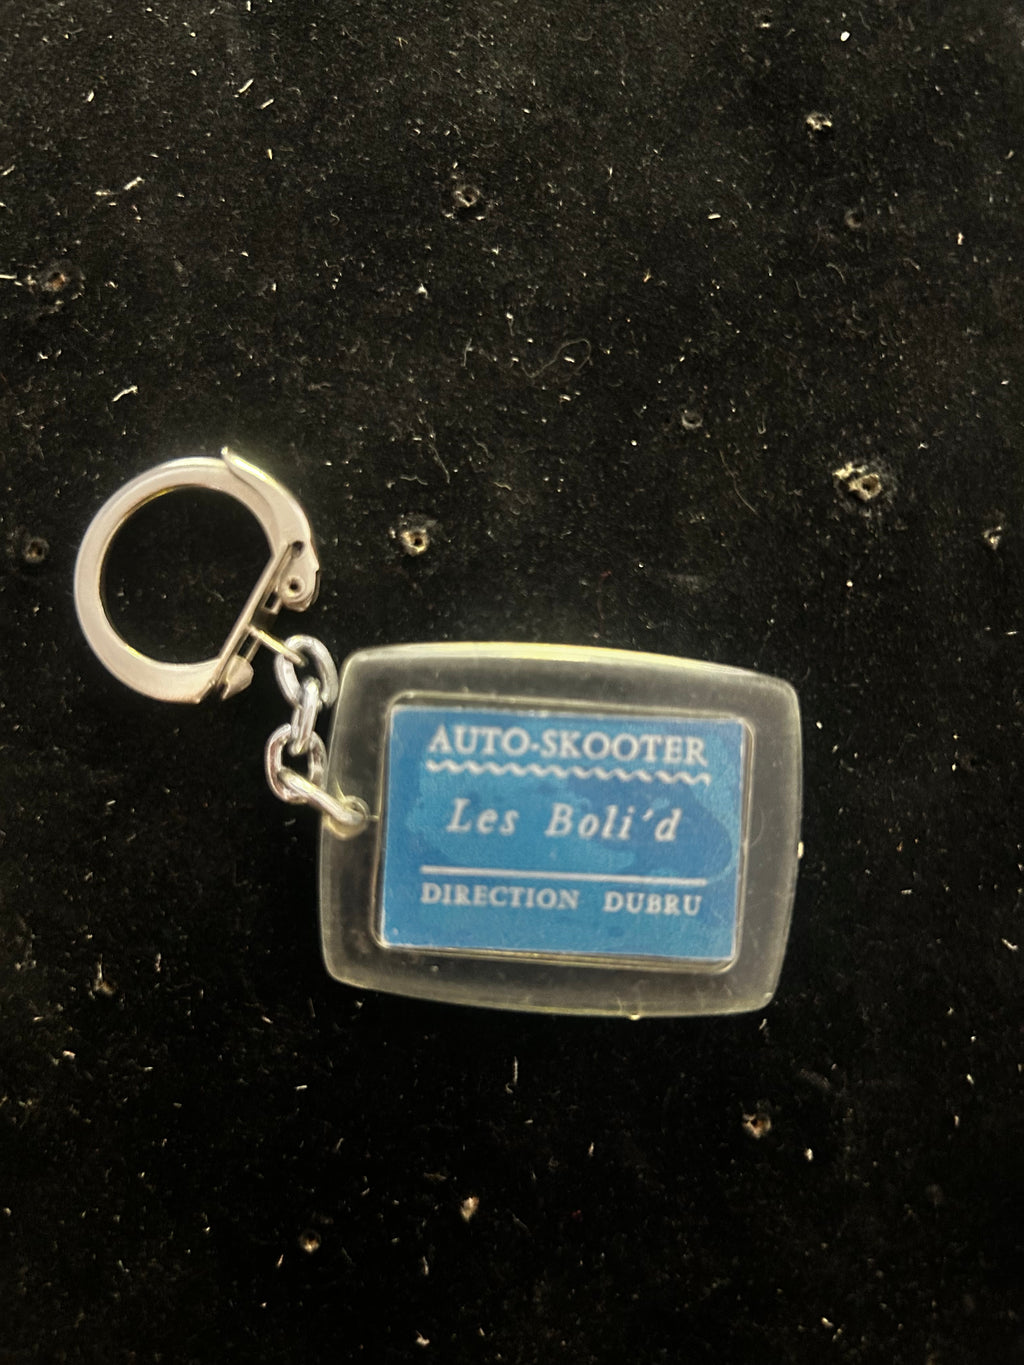 AUTO-SKOOTER
Les Boli'd
DIRECTION DUBRU